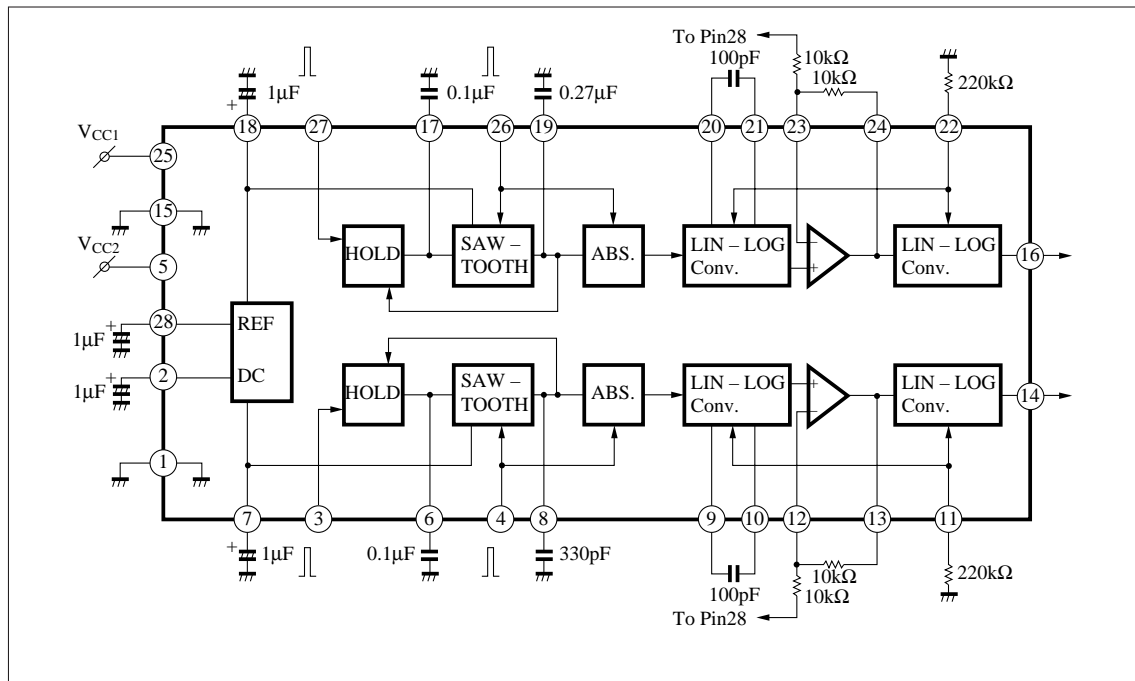 To Pin28
100pF
10kΩ
10kΩ
220kΩ
+ 1μF
0.1μF
0.27μF
18 27 17 26 19 20 21 23 24 22
VCC1
25
15
VCC2
5
HOLD
SAW –
TOOTH
ABS.
LIN – LOG
Conv.
–
+
LIN – LOG
Conv.
16
+
1μF
28
REF
+
1μF
2
DC
HOLD
SAW –
TOOTH
ABS.
LIN – LOG
Conv.
+
–
LIN – LOG
Conv.
14
1
7 3 6 4 8 9 10 12 13 11
+ 1μF
0.1μF
330pF
100pF
10kΩ
10kΩ
220kΩ
To Pin28